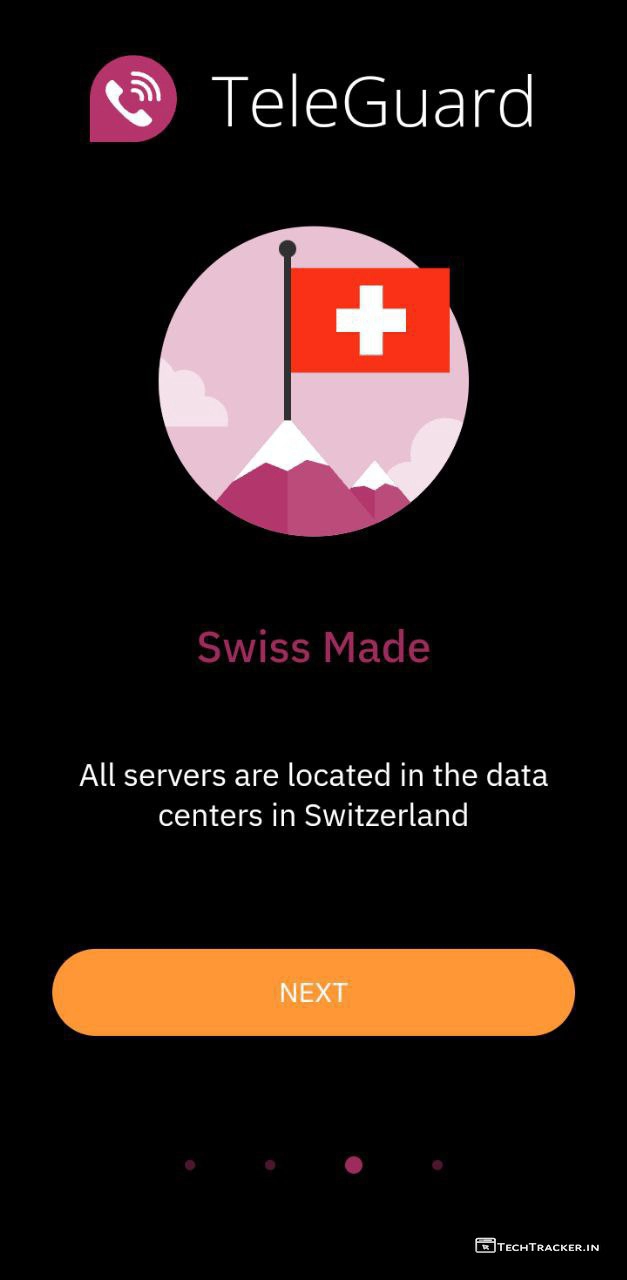 TeleGuard
Swiss Made
All servers are located in the data
centers in Switzerland
NEXT
TECHTRACKER.IN